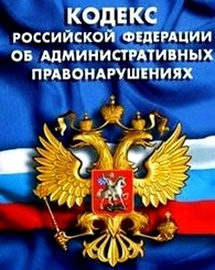 КОДЕКС
РОССИЙСКОЙ ФЕДЕРАЦИИ
ОБ АДМИНИСТРАТИВНЫХ
ПРАВОНАРУШЕНИЯХ